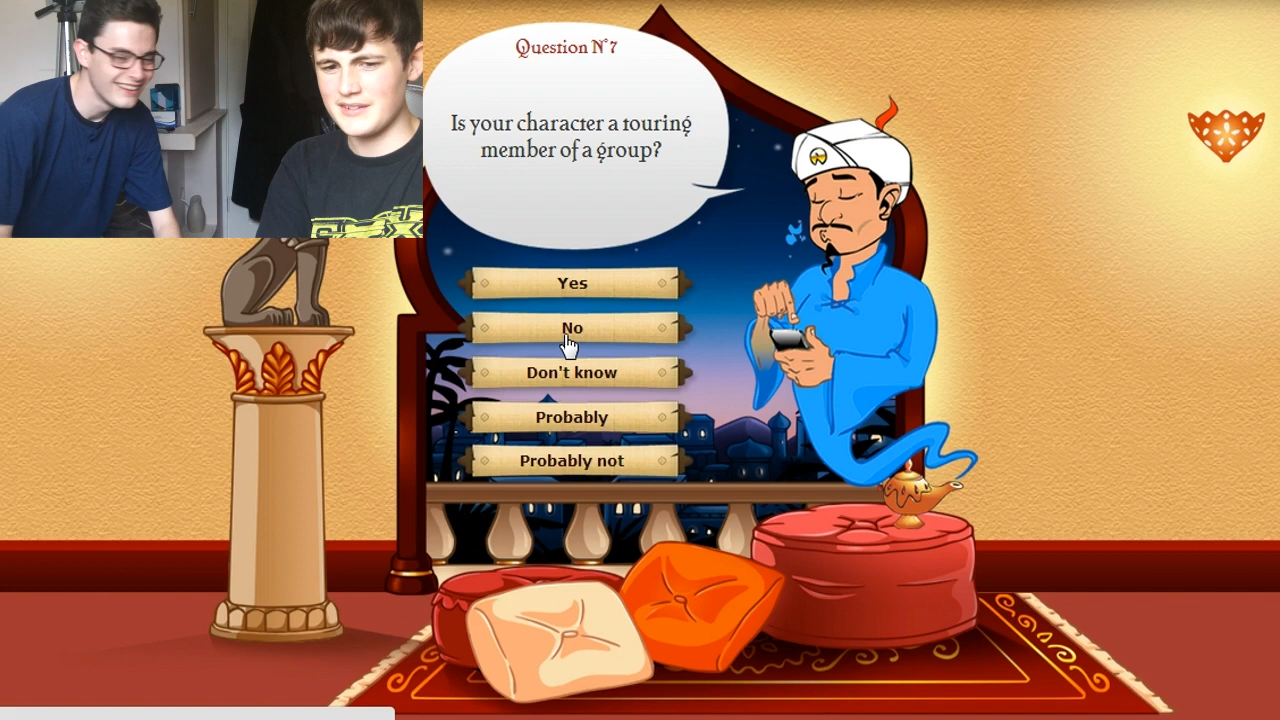 Question N°7
Is your character a touring
member of a group?
Yes
No
Don't know
Probably
Probably not